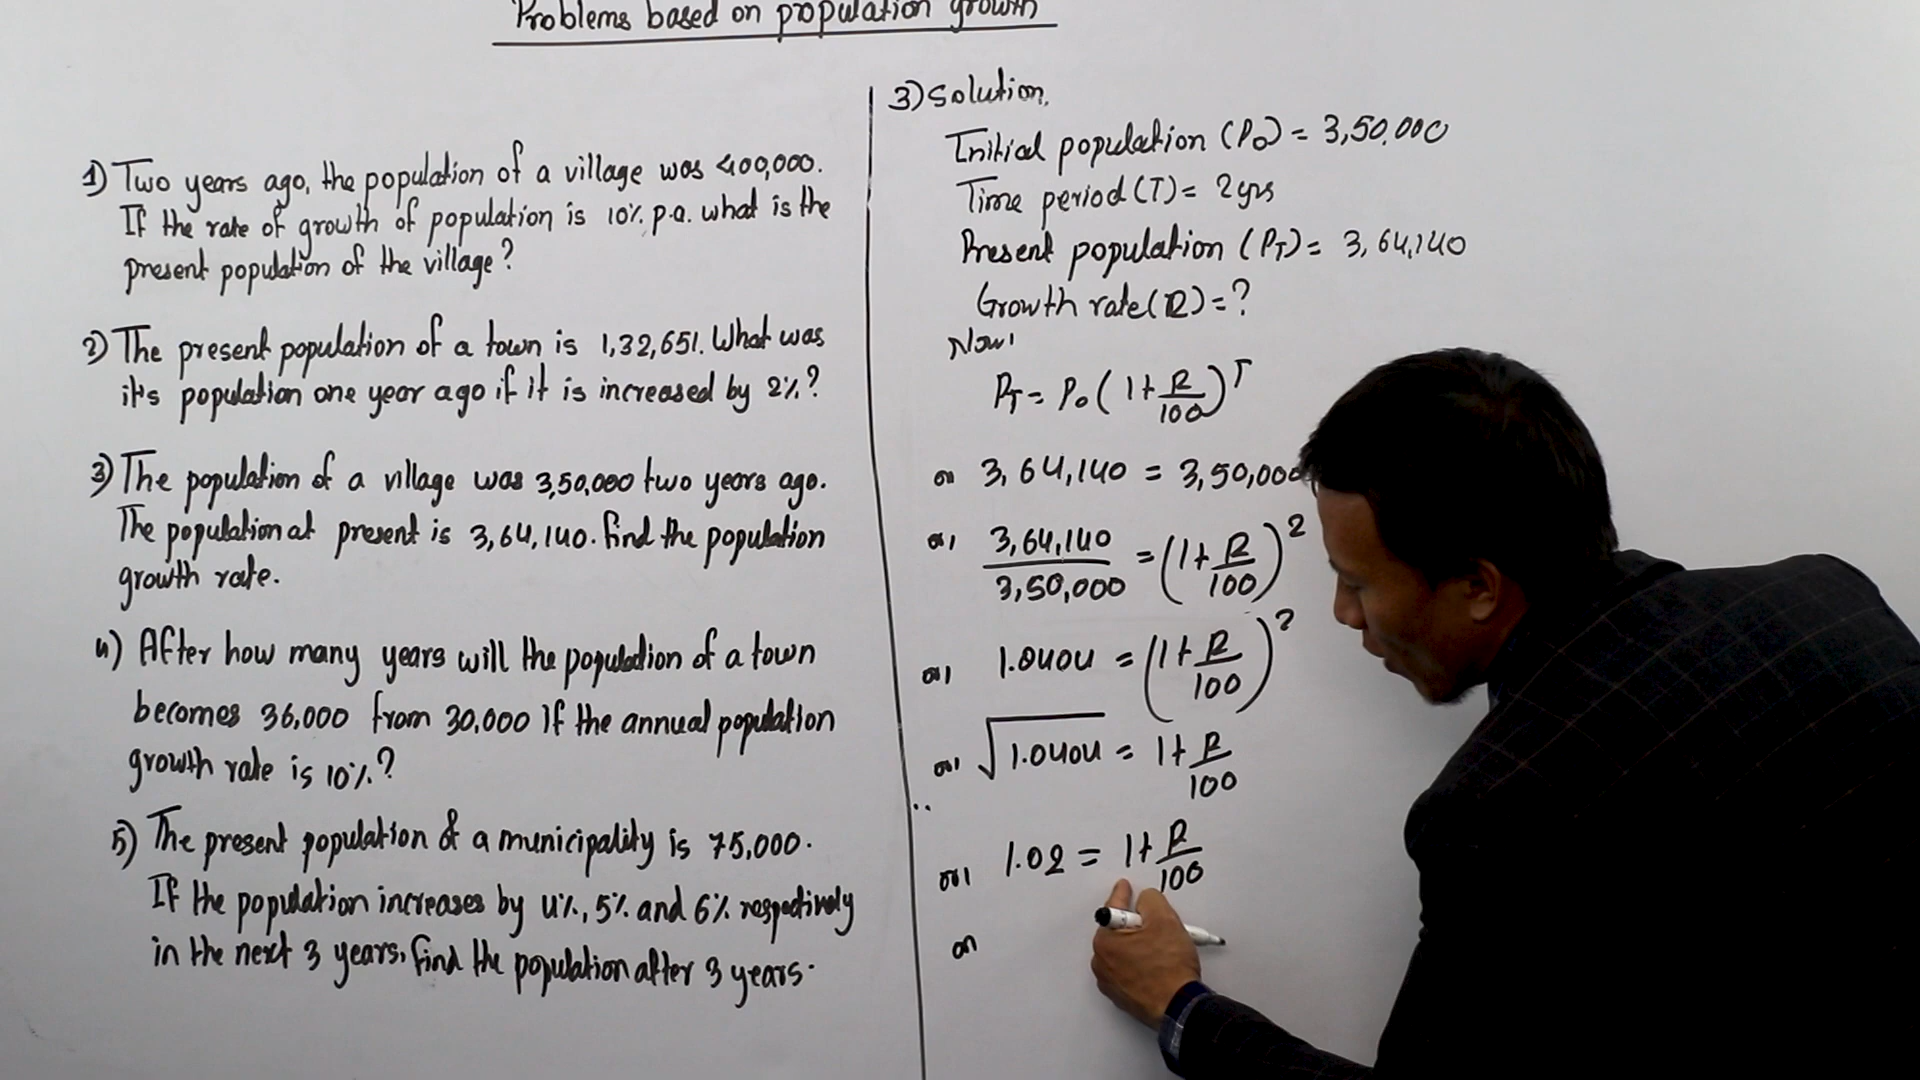 Problems based on population growth
1) Two years ago, the population of a village was 400,000.
If the rate of growth of population is 10% p.a. what is the
present population of the village?
2) The present population of a town is 1,32,651. What was
it's population one year ago if it is increased by 2%?
3) The population of a village was 3,50,000 two years ago.
The population at present is 3,64,140. find the population
growth rate.
4) After how many years will the population of a town
becomes 36,000 from 30,000 if the annual population
growth rate is 10%?
5) The present population of a municipality is 75,000.
If the population increases by 4%, 5% and 6% respectively
in the next 3 years, find the population after 3 years.
3) Solution,
Initial population (P₀) = 3,50,000
Time period (T) = 2yrs
Present population (P_T) = 3,64,140
Growth rate (R) = ?
Now,
P_T = P₀ (1 + R/100)^T
or 3,64,140 = 3,50,000
or, 3,64,140/3,50,000 = (1 + R/100)²
or, 1.0404 = (1 + R/100)²
or, √1.0404 = 1 + R/100
or, 1.02 = 1 + R/100
or